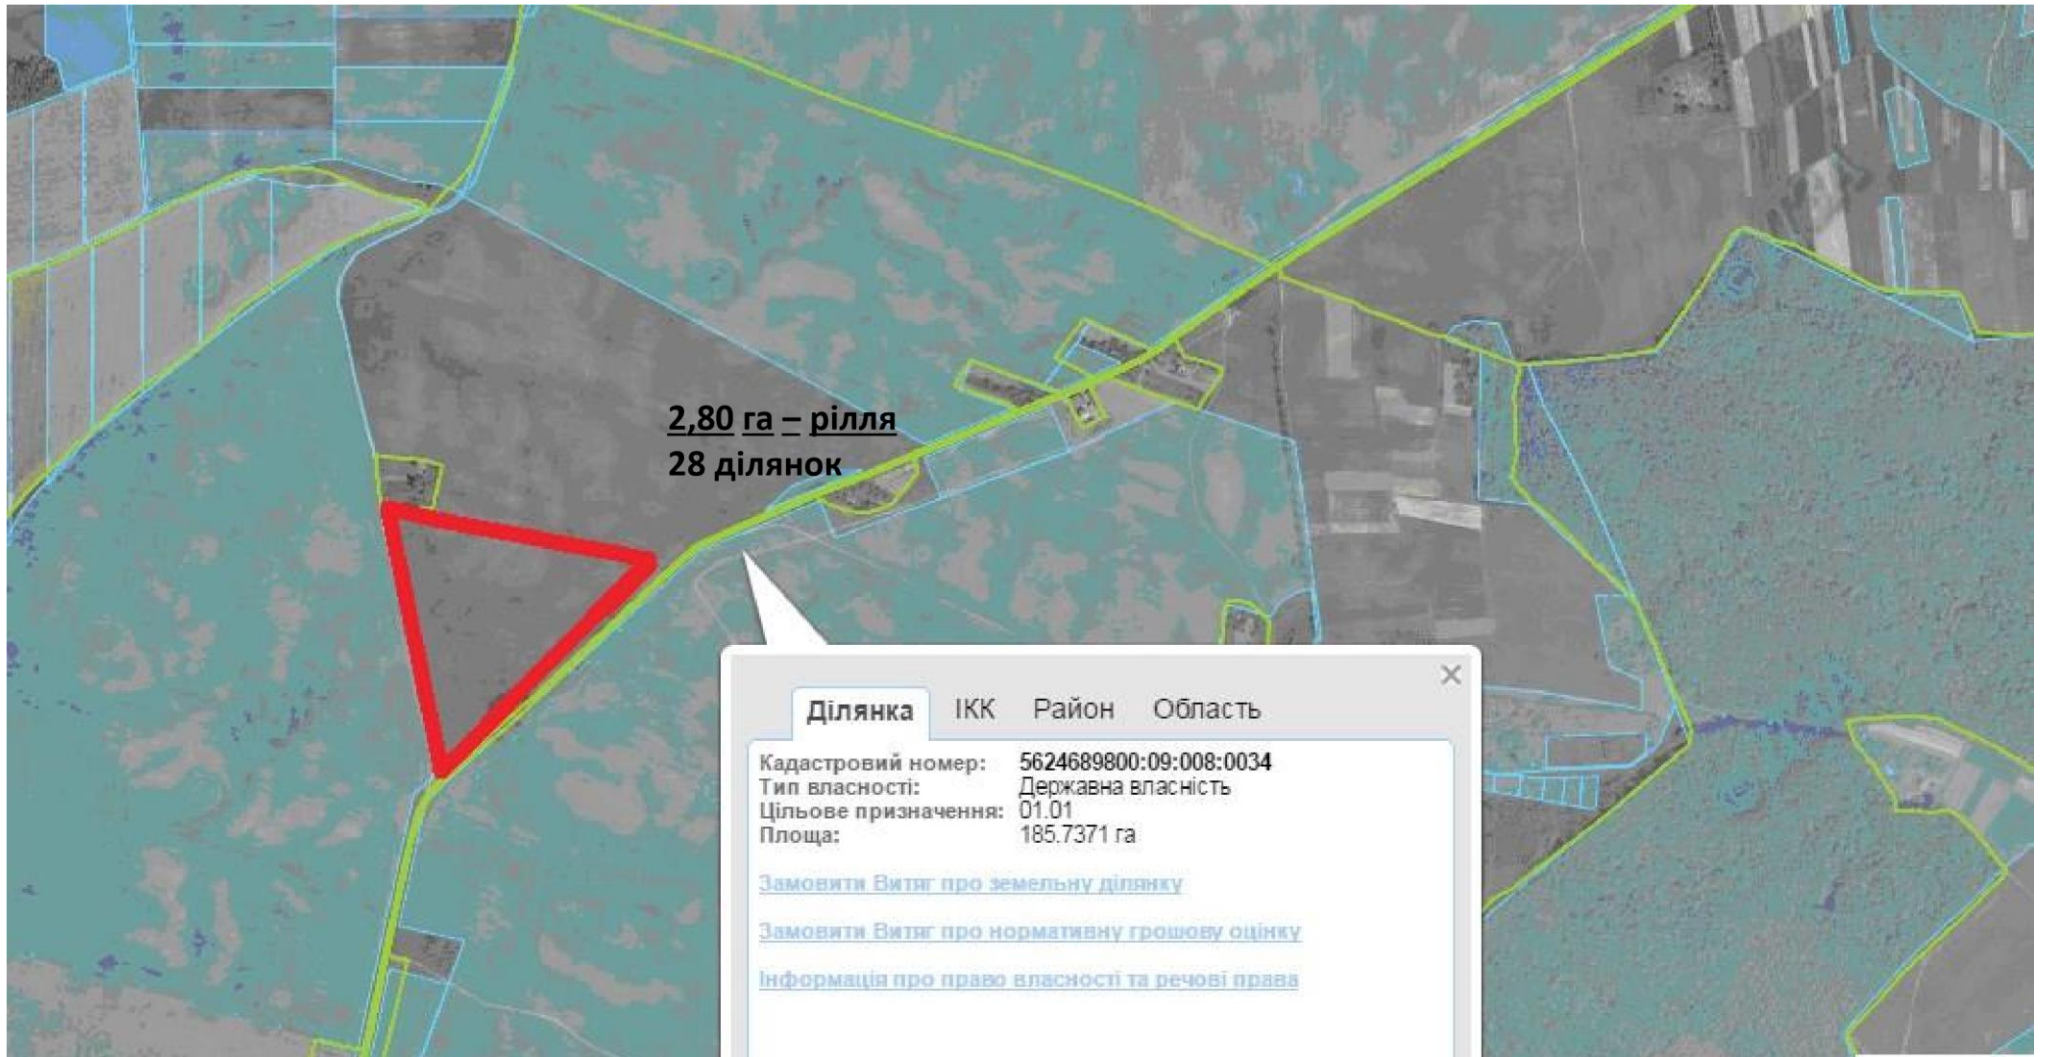 2,80 га – рілля
28 ділянок
Ділянка ІКК Район Область
Кадастровий номер: 5624689800:09:008:0034
Тип власності: Державна власність
Цільове призначення: 01.01
Площа: 185.7371 га
Замовити Витяг про земельну ділянку
Замовити Витяг про нормативну грошову оцінку
Інформація про право власності та речові права